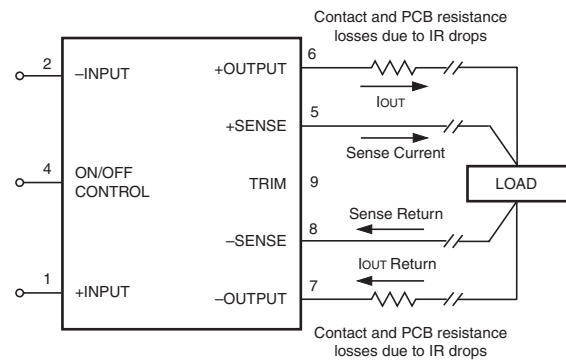 Contact and PCB resistance
losses due to IR drops
6
+OUTPUT
IOUT
2
–INPUT
5
+SENSE
Sense Current
4
ON/OFF
CONTROL
TRIM
9
LOAD
Sense Return
8
–SENSE
IOUT Return
1
+INPUT
7
–OUTPUT
Contact and PCB resistance
losses due to IR drops